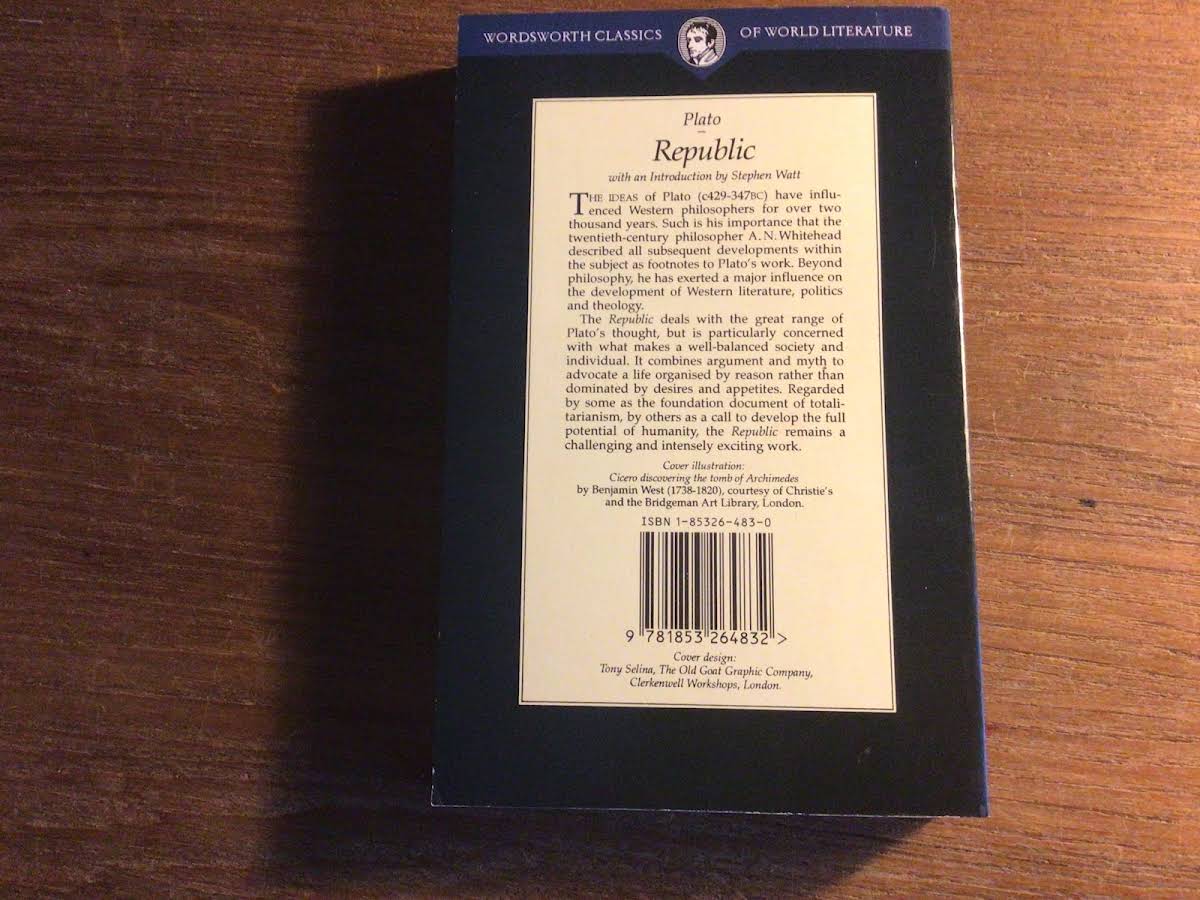 WORDSWORTH CLASSICS OF WORLD LITERATURE
Plato
Republic
with an Introduction by Stephen Watt
THE IDEAS of Plato (c429-347BC) have influ-
enced Western philosophers for over two
thousand years. Such is his importance that the
twentieth-century philosopher A. N. Whitehead
described all subsequent developments within
the subject as footnotes to Plato's work. Beyond
philosophy, he has exerted a major influence on
the development of Western literature, politics
and theology.
The Republic deals with the great range of
Plato's thought, but is particularly concerned
with what makes a well-balanced society and
individual. It combines argument and myth to
advocate a life organised by reason rather than
dominated by desires and appetites. Regarded
by some as the foundation document of totali-
tarianism, by others as a call to develop the full
potential of humanity, the Republic remains a
challenging and intensely exciting work.
Cover illustration:
Cicero discovering the tomb of Archimedes
by Benjamin West (1738-1820), courtesy of Christie's
and the Bridgeman Art Library, London.
ISBN 1-85326-483-0
9 781853 264832 >
Cover design:
Tony Selina, The Old Goat Graphic Company,
Clerkenwell Workshops, London.